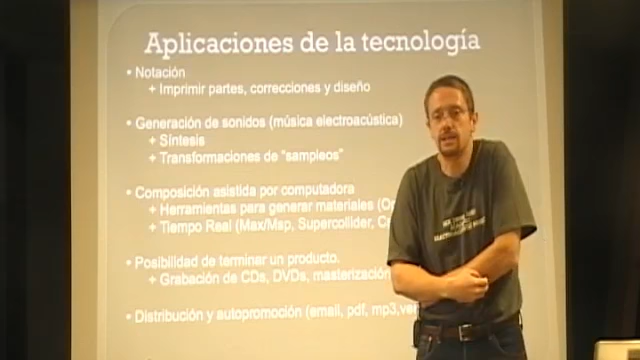 Aplicaciones de la tecnología
• Notación
+ Imprimir partes, correcciones y diseño
• Generación de sonidos (música electroacústica)
+ Síntesis
+ Transformaciones de "sampleos"
• Composición asistida por computadora
+ Herramientas para generar materiales
+ Tiempo Real (Max/Msp, Supercollider,
• Posibilidad de terminar un producto.
+ Grabación de CDs, DVDs, masterización
• Distribución y autopromoción (email, pdf, mp3,